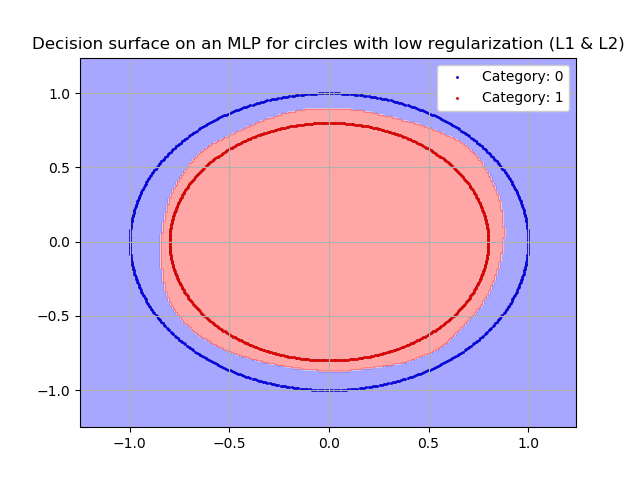 Decision surface on an MLP for circles with low regularization (L1 & L2)
Category: 0
Category: 1
1.0
0.5
0.0
−0.5
−1.0
−1.0 −0.5 0.0 0.5 1.0